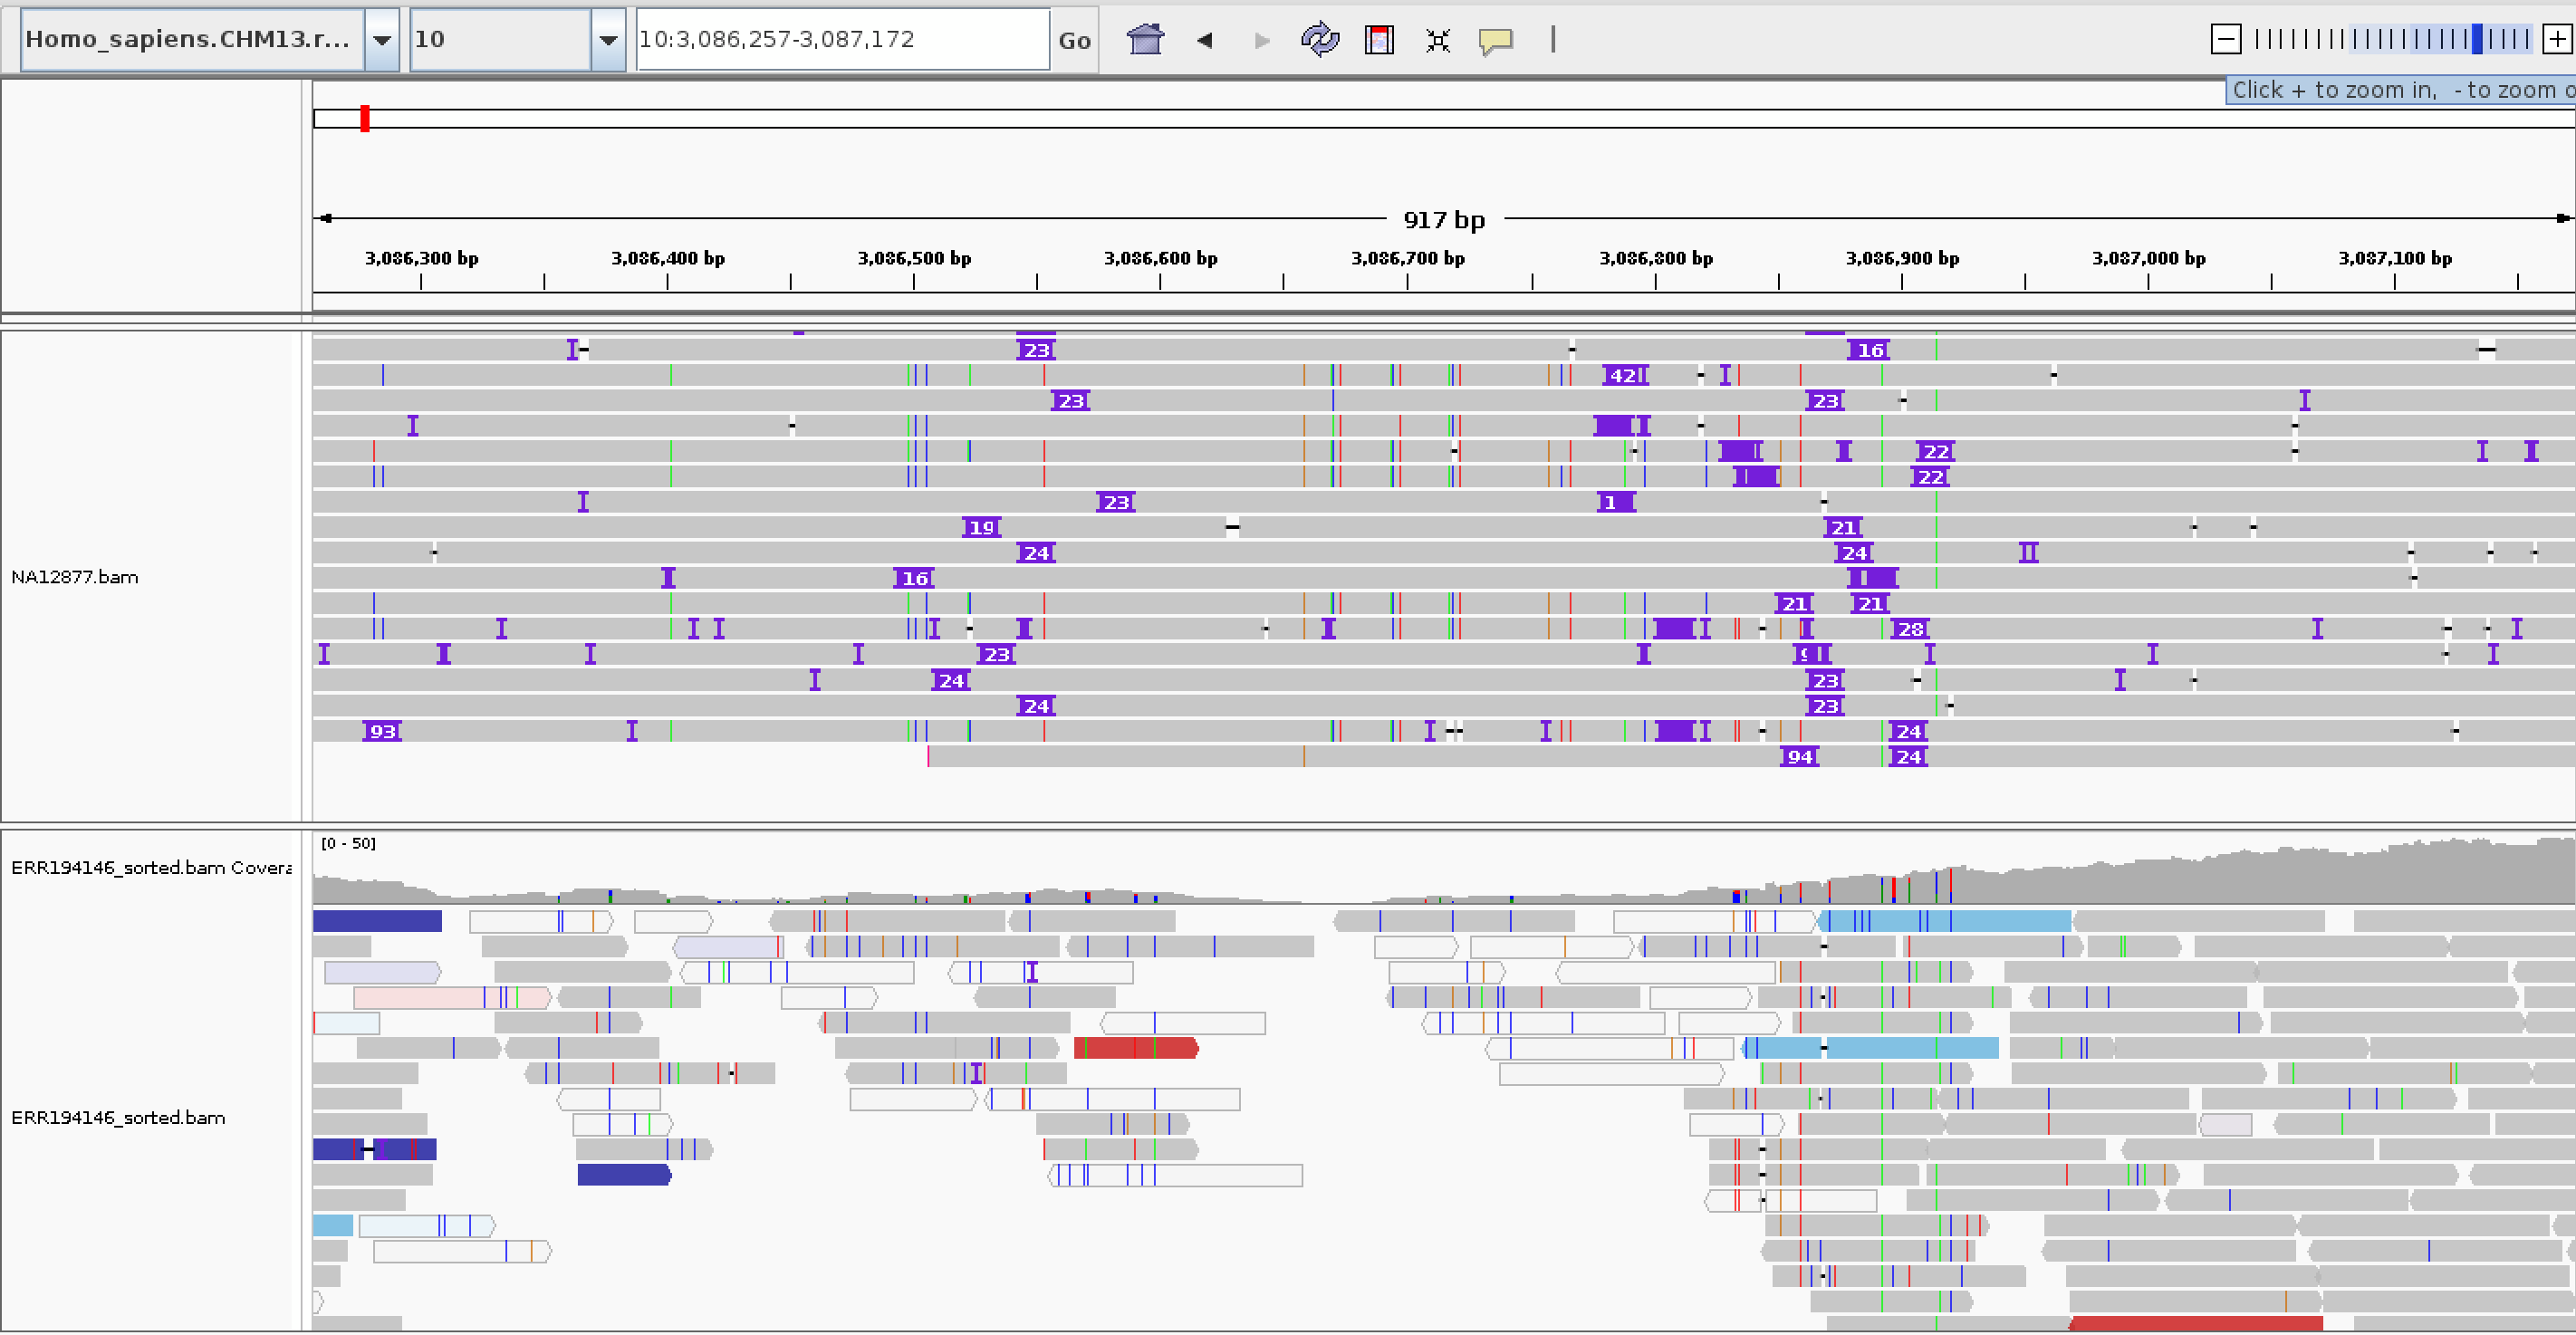 Homo_sapiens.CHM13.r... 10 10:3,086,257-3,087,172 Go
Click + to zoom in, - to zoom o
917 bp
3,086,300 bp 3,086,400 bp 3,086,500 bp 3,086,600 bp 3,086,700 bp 3,086,800 bp 3,086,900 bp 3,087,000 bp 3,087,100 bp
23 16
42
23 23
22
22
23 1
19 21
24 24
NA12877.bam
16
21 21
28
23 9
24 23
24 23
93 24
94 24
[0 - 50]
ERR194146_sorted.bam Covera
ERR194146_sorted.bam